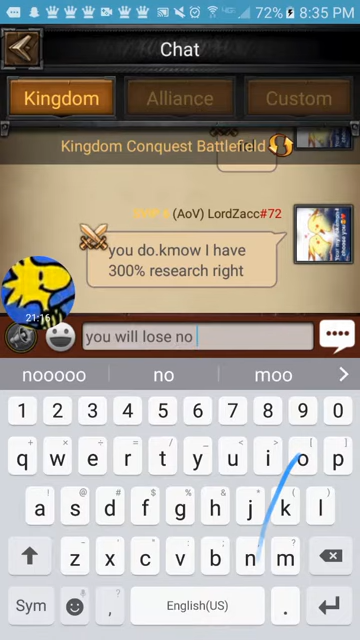 72% 8:35 PM
Chat
Kingdom Alliance Custom
Kingdom Conquest Battlefield
(AoV) LordZacc#72
you do.kmow I have
300% research right
21:16
you will lose no
nooooo no moo
1 2 3 4 5 6 7 8 9 0
+ × ÷ = / _ < > [ ]
q w e r t y u i o p
! @ # $ % ^ & * ( )
a s d f g h j k l
- ' " : ; , ?
z x c v b n m
Sym , English(US) .